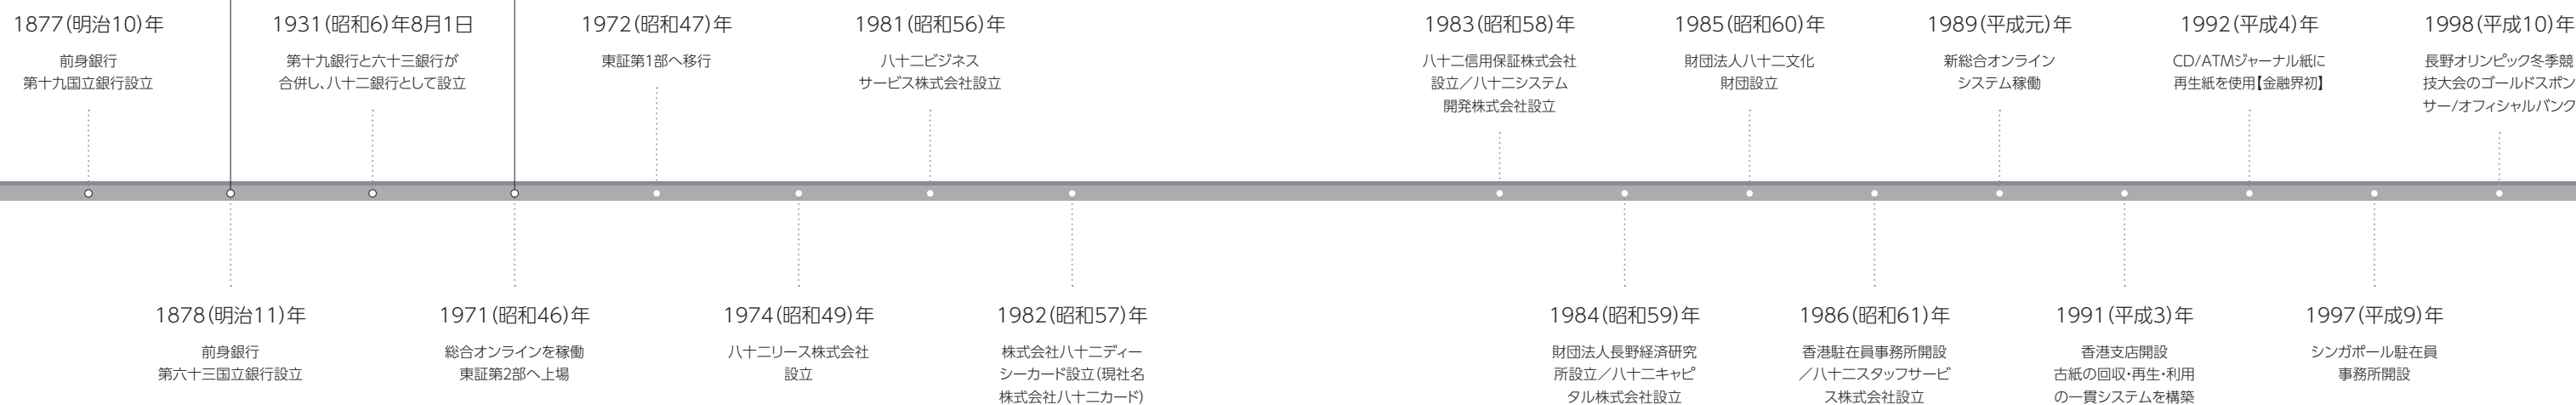 1877(明治10)年
前身銀行
第十九国立銀行設立
1878(明治11)年
前身銀行
第六十三国立銀行設立
1931(昭和6)年8月1日
第十九銀行と六十三銀行が
合併し、八十二銀行として設立
1971(昭和46)年
総合オンラインを稼働
東証第2部へ上場
1972(昭和47)年
東証第1部へ移行
1974(昭和49)年
八十二リース株式会社
設立
1981(昭和56)年
八十二ビジネス
サービス株式会社設立
1982(昭和57)年
株式会社八十二ディー
シーカード設立(現社名
株式会社八十二カード)
1983(昭和58)年
八十二信用保証株式会社
設立／八十二システム
開発株式会社設立
1984(昭和59)年
財団法人長野経済研究
所設立／八十二キャピ
タル株式会社設立
1985(昭和60)年
財団法人八十二文化
財団設立
1986(昭和61)年
香港駐在員事務所開設
／八十二スタッフサービ
ス株式会社設立
1989(平成元)年
新総合オンライン
システム稼働
1991(平成3)年
香港支店開設
古紙の回収・再生・利用
の一貫システムを構築
1992(平成4)年
CD/ATMジャーナル紙に
再生紙を使用【金融界初】
1997(平成9)年
シンガポール駐在員
事務所開設
1998(平成10)年
長野オリンピック冬季競
技大会のゴールドスポン
サー/オフィシャルバンク